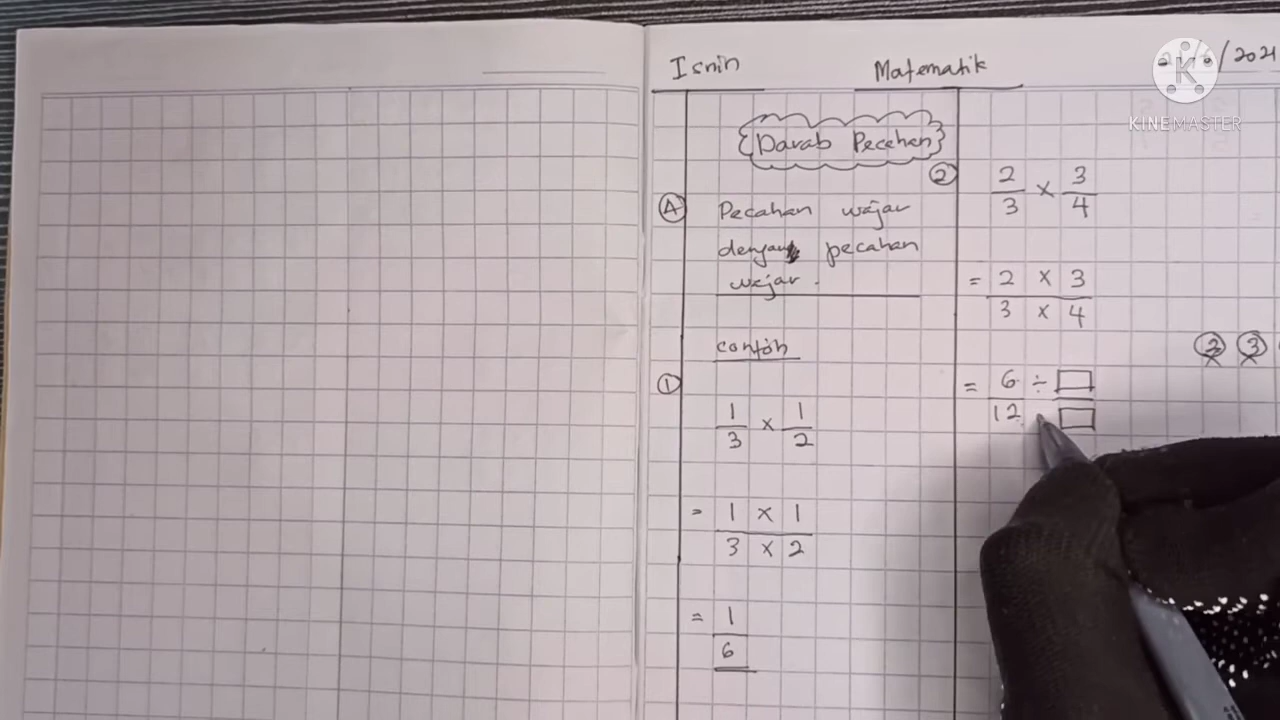 Isnin Matematik
/2021
KINEMASTER
Darab Pecahan
A Pecahan wajar
dengan pecahan
wajar.
contoh
1
1/3 × 1/2
= 1 × 1 / 3 × 2
= 1/6
2
2/3 × 3/4
= 2 × 3 / 3 × 4
= 6 ÷ □ / 12 □
2 3